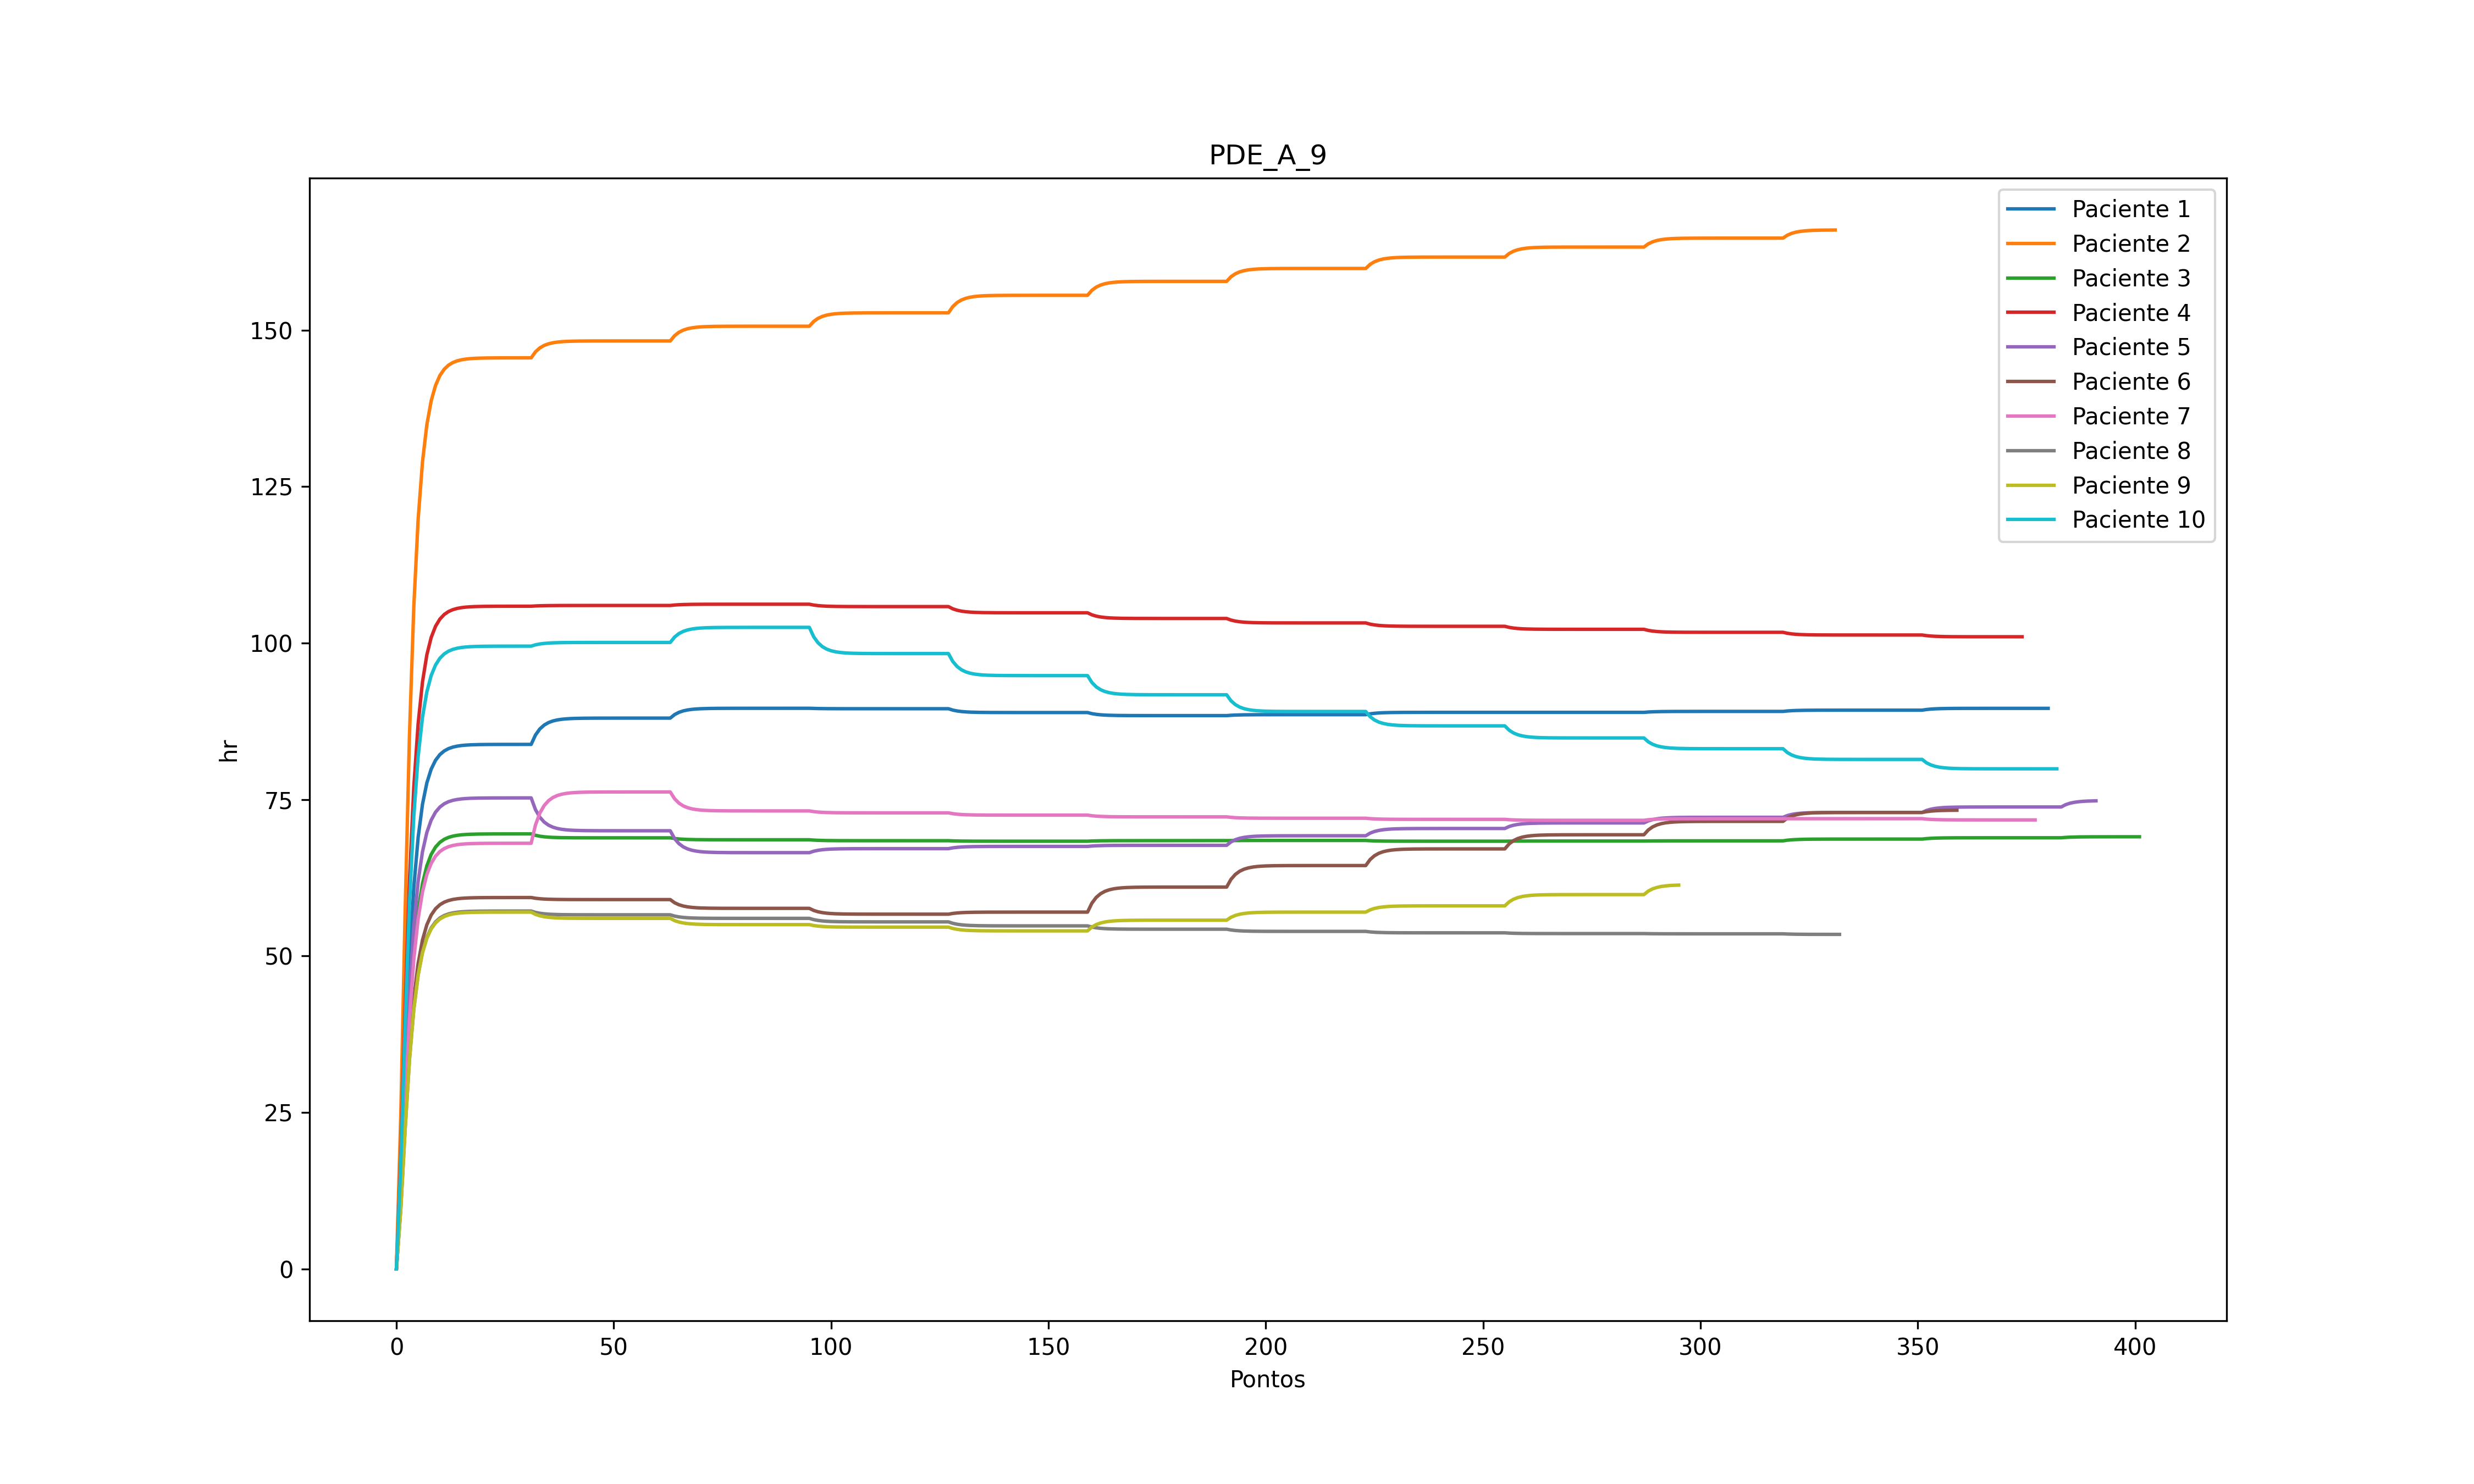 PDE_A_9
Paciente 1
Paciente 2
Paciente 3
Paciente 4
Paciente 5
Paciente 6
Paciente 7
Paciente 8
Paciente 9
Paciente 10
150
125
100
75
50
25
0
hr
0 50 100 150 200 250 300 350 400
Pontos